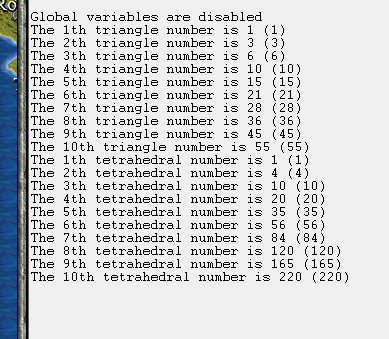 Ro
Global variables are disabled
The 1th triangle number is 1 (1)
The 2th triangle number is 3 (3)
The 3th triangle number is 6 (6)
The 4th triangle number is 10 (10)
The 5th triangle number is 15 (15)
The 6th triangle number is 21 (21)
The 7th triangle number is 28 (28)
The 8th triangle number is 36 (36)
The 9th triangle number is 45 (45)
The 10th triangle number is 55 (55)
The 1th tetrahedral number is 1 (1)
The 2th tetrahedral number is 4 (4)
The 3th tetrahedral number is 10 (10)
The 4th tetrahedral number is 20 (20)
The 5th tetrahedral number is 35 (35)
The 6th tetrahedral number is 56 (56)
The 7th tetrahedral number is 84 (84)
The 8th tetrahedral number is 120 (120)
The 9th tetrahedral number is 165 (165)
The 10th tetrahedral number is 220 (220)